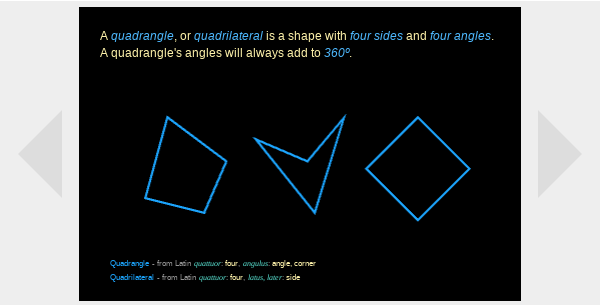 A quadrangle, or quadrilateral is a shape with four sides and four angles.
A quadrangle's angles will always add to 360º.
Quadrangle - from Latin quattuor: four, angulus: angle, corner
Quadrilateral - from Latin quattuor: four, latus, later: side